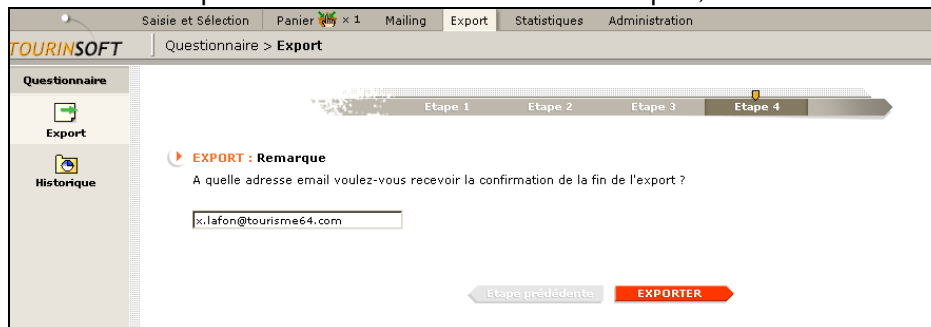 Saisie et Sélection Panier × 1 Mailing Export Statistiques Administration
TOURINSOFT Questionnaire > Export
Questionnaire
Etape 1 Etape 2 Etape 3 Etape 4
Export
EXPORT : Remarque
A quelle adresse email voulez-vous recevoir la confirmation de la fin de l'export ?
Historique
x.lafon@tourisme64.com
Etape prédédente EXPORTER